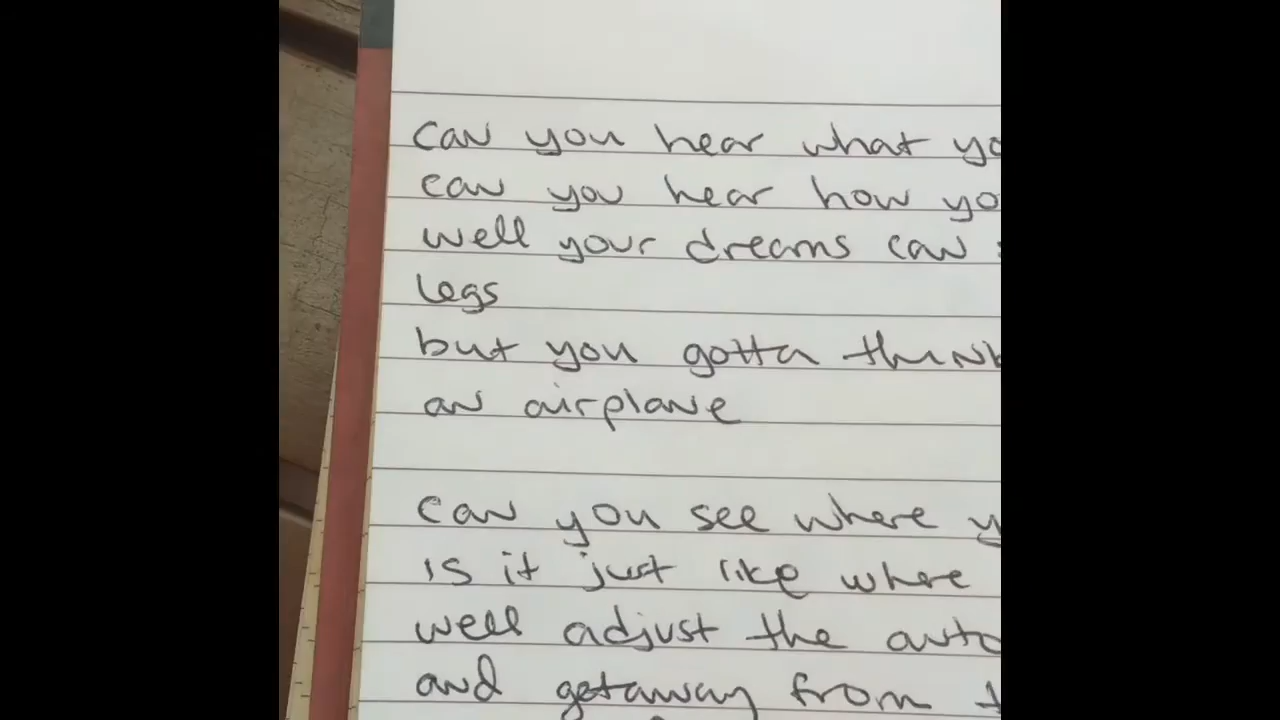 can you hear what yo
can you hear how yo
well your dreams can
legs
but you gotta think
an airplane
can you see where y
is it just like where
well adjust the auto
and getaway from t